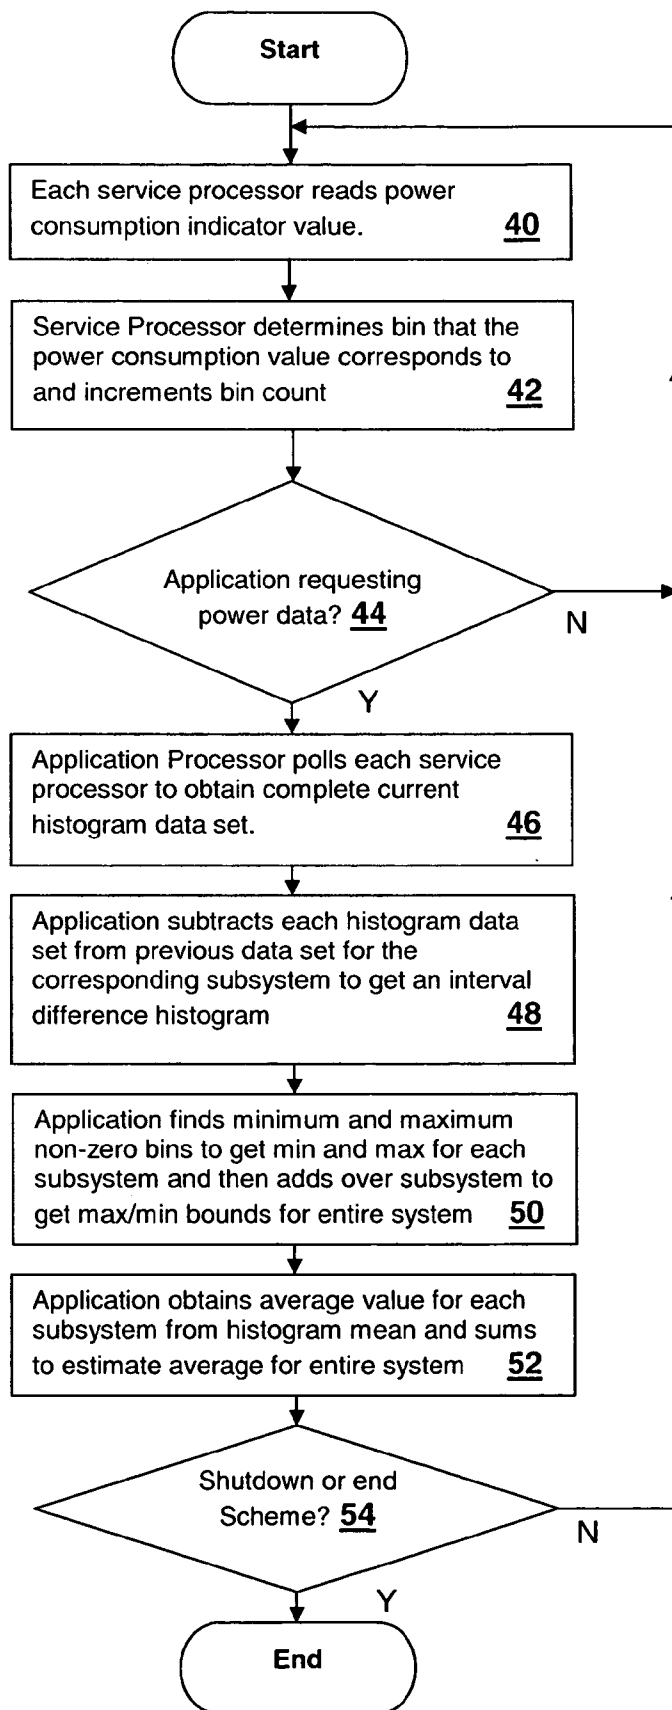 Start
Each service processor reads power
consumption indicator value. 40
Service Processor determines bin that the
power consumption value corresponds to
and increments bin count 42
Application requesting
power data? 44
N
Y
Application Processor polls each service
processor to obtain complete current
histogram data set. 46
Application subtracts each histogram data
set from previous data set for the
corresponding subsystem to get an interval
difference histogram 48
Application finds minimum and maximum
non-zero bins to get min and max for each
subsystem and then adds over subsystem to
get max/min bounds for entire system 50
Application obtains average value for each
subsystem from histogram mean and sums
to estimate average for entire system 52
Shutdown or end
Scheme? 54
N
Y
End